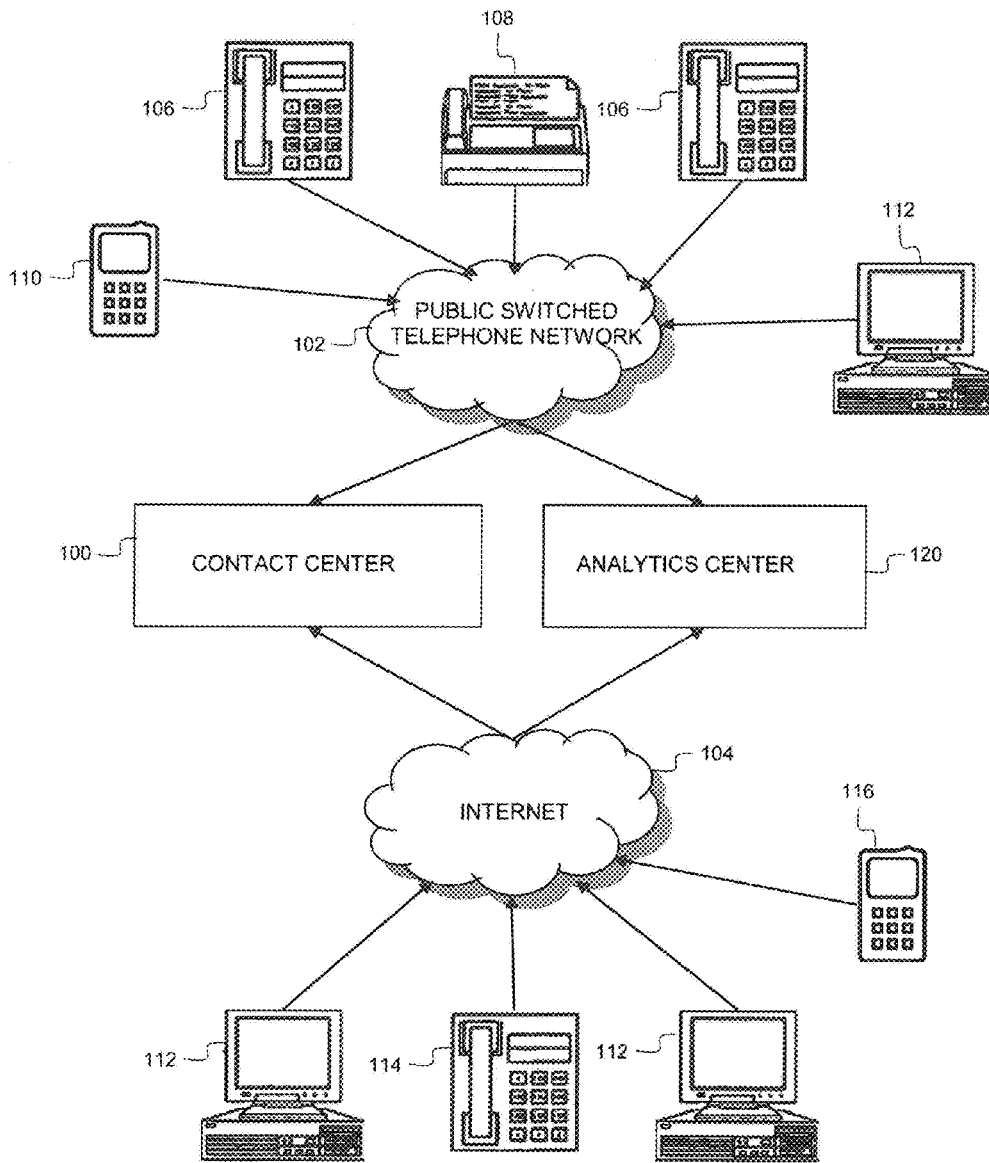 108
106
106
110
112
PUBLIC SWITCHED
TELEPHONE NETWORK
102
100
CONTACT CENTER
ANALYTICS CENTER
120
104
INTERNET
116
112
114
112